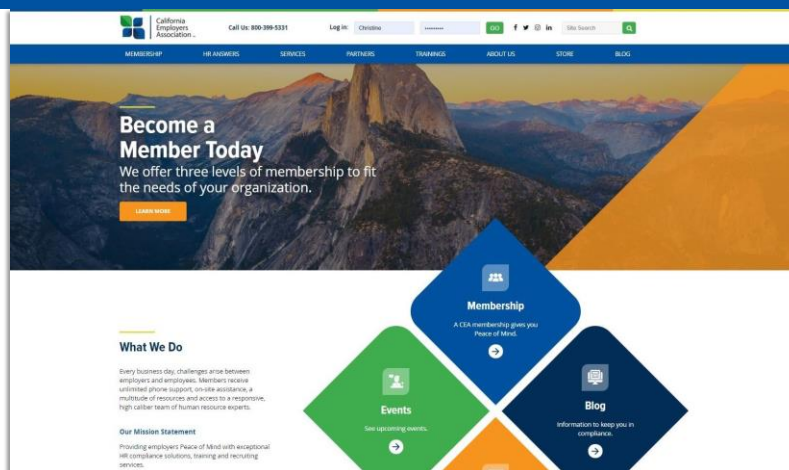 California
Employers
Association
Call Us: 800-399-5331
Log in:
Christina
GO
Site Search
MEMBERSHIP
HR ANSWERS
SERVICES
PARTNERS
TRAININGS
ABOUT US
STORE
BLOG
Become a
Member Today
We offer three levels of membership to fit
the needs of your organization.
LEARN MORE
Membership
A CEA membership gives you
Peace of Mind.
What We Do
Every business day, challenges arise between
employers and employees. Members receive
unlimited phone support, on-site assistance, a
multitude of resources and access to a responsive,
high caliber team of human resource experts.
Our Mission Statement
Providing employers Peace of Mind with exceptional
HR compliance solutions, training and recruiting
services.
Events
See upcoming events.
Blog
Information to keep you in
compliance.